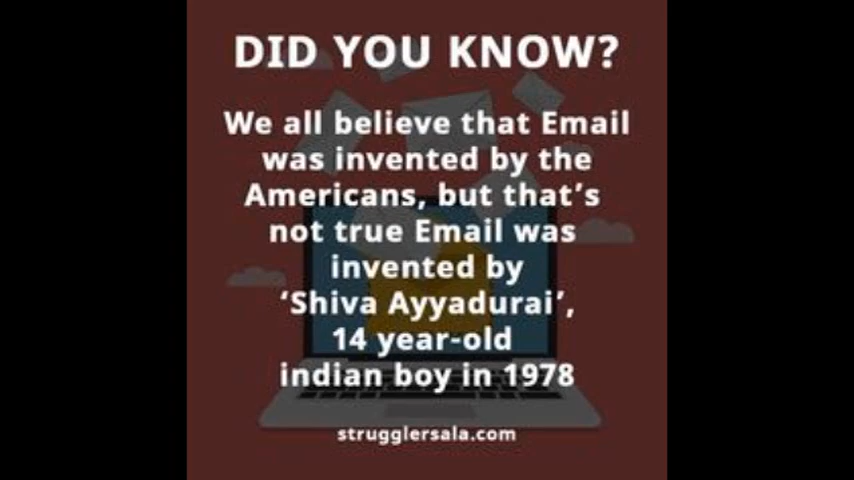 DID YOU KNOW?
We all believe that Email
was invented by the
Americans, but that’s
not true Email was
invented by
‘Shiva Ayyadurai’,
14 year-old
indian boy in 1978
strugglersala.com